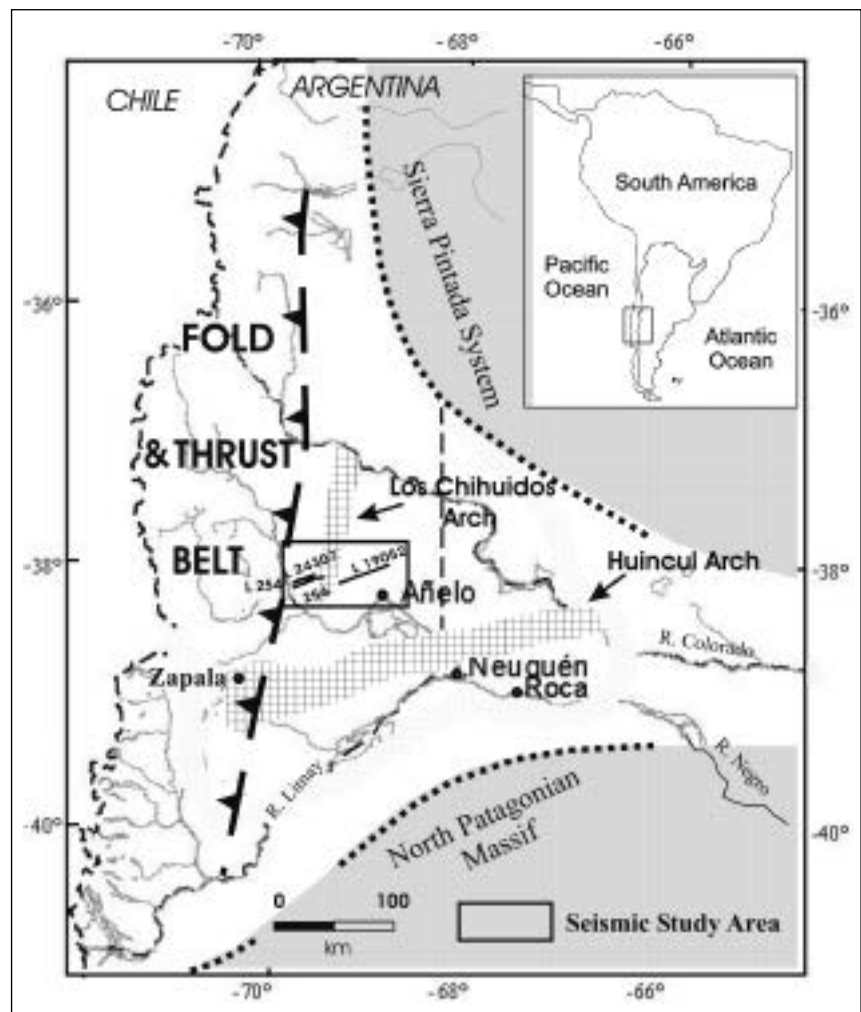 -70°
-68°
-66°
CHILE
ARGENTINA
South America
Pacific
Ocean
Atlantic
Ocean
Sierra Pintada System
-36°
-36°
FOLD
& THRUST
BELT
Los Chihuidos
Arch
Huincul Arch
-38°
-38°
L 19062
Añelo
R. Colorado
Zapala
Neuquén
Roca
R. Limay
R. Negro
-40°
-40°
North Patagonian
Massif
0 100
km
Seismic Study Area
-70°
-68°
-66°